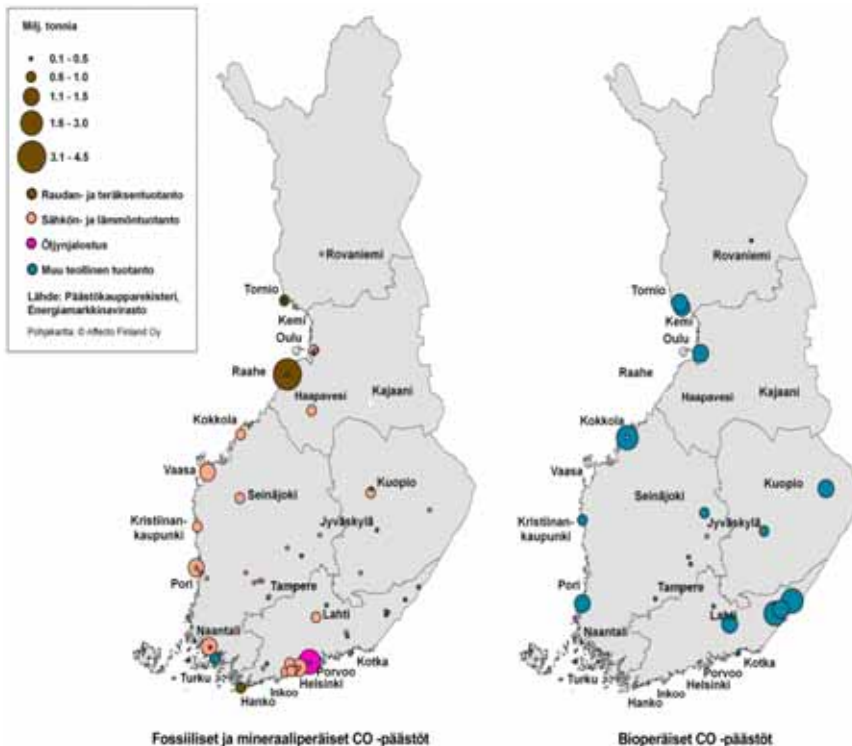 Milj. tonnia
0.1 - 0.5
0.6 - 1.0
1.1 - 1.5
1.6 - 3.0
3.1 - 4.5
Raudan- ja teräksentuotanto
Sähkön- ja lämmöntuotanto
Öljynjalostus
Muu teollinen tuotanto
Lähde: Päästökaupparekisteri,
Energiamarkkinavirasto
Pohjakartta: © Affecto Finland Oy
Rovaniemi
Tornio
Kemi
Oulu
Raahe
Haapavesi
Kajaani
Kokkola
Vaasa
Seinäjoki
Kuopio
Kristiinan-
kaupunki
Jyväskylä
Pori
Tampere
Lahti
Naantali
Turku
Hanko
Inkoo
Helsinki
Porvoo
Kotka
Fossiiliset ja mineraaliperäiset CO -päästöt
Rovaniemi
Tornio
Kemi
Oulu
Raahe
Haapavesi
Kajaani
Kokkola
Vaasa
Seinäjoki
Kuopio
Kristiinan-
kaupunki
Jyväskylä
Pori
Tampere
Lahti
Naantali
Turku
Hanko
Inkoo
Helsinki
Porvoo
Kotka
Bioperäiset CO -päästöt